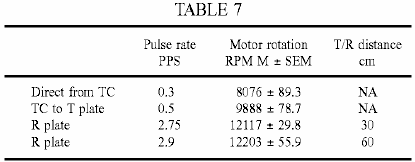 TABLE 7
Pulse rate Motor rotation T/R distance
PPS RPM M ± SEM cm
Direct from TC 0.3 8076 ± 89.3 NA
TC to T plate 0.5 9888 ± 78.7 NA
R plate 2.75 12117 ± 29.8 30
R plate 2.9 12203 ± 55.9 60